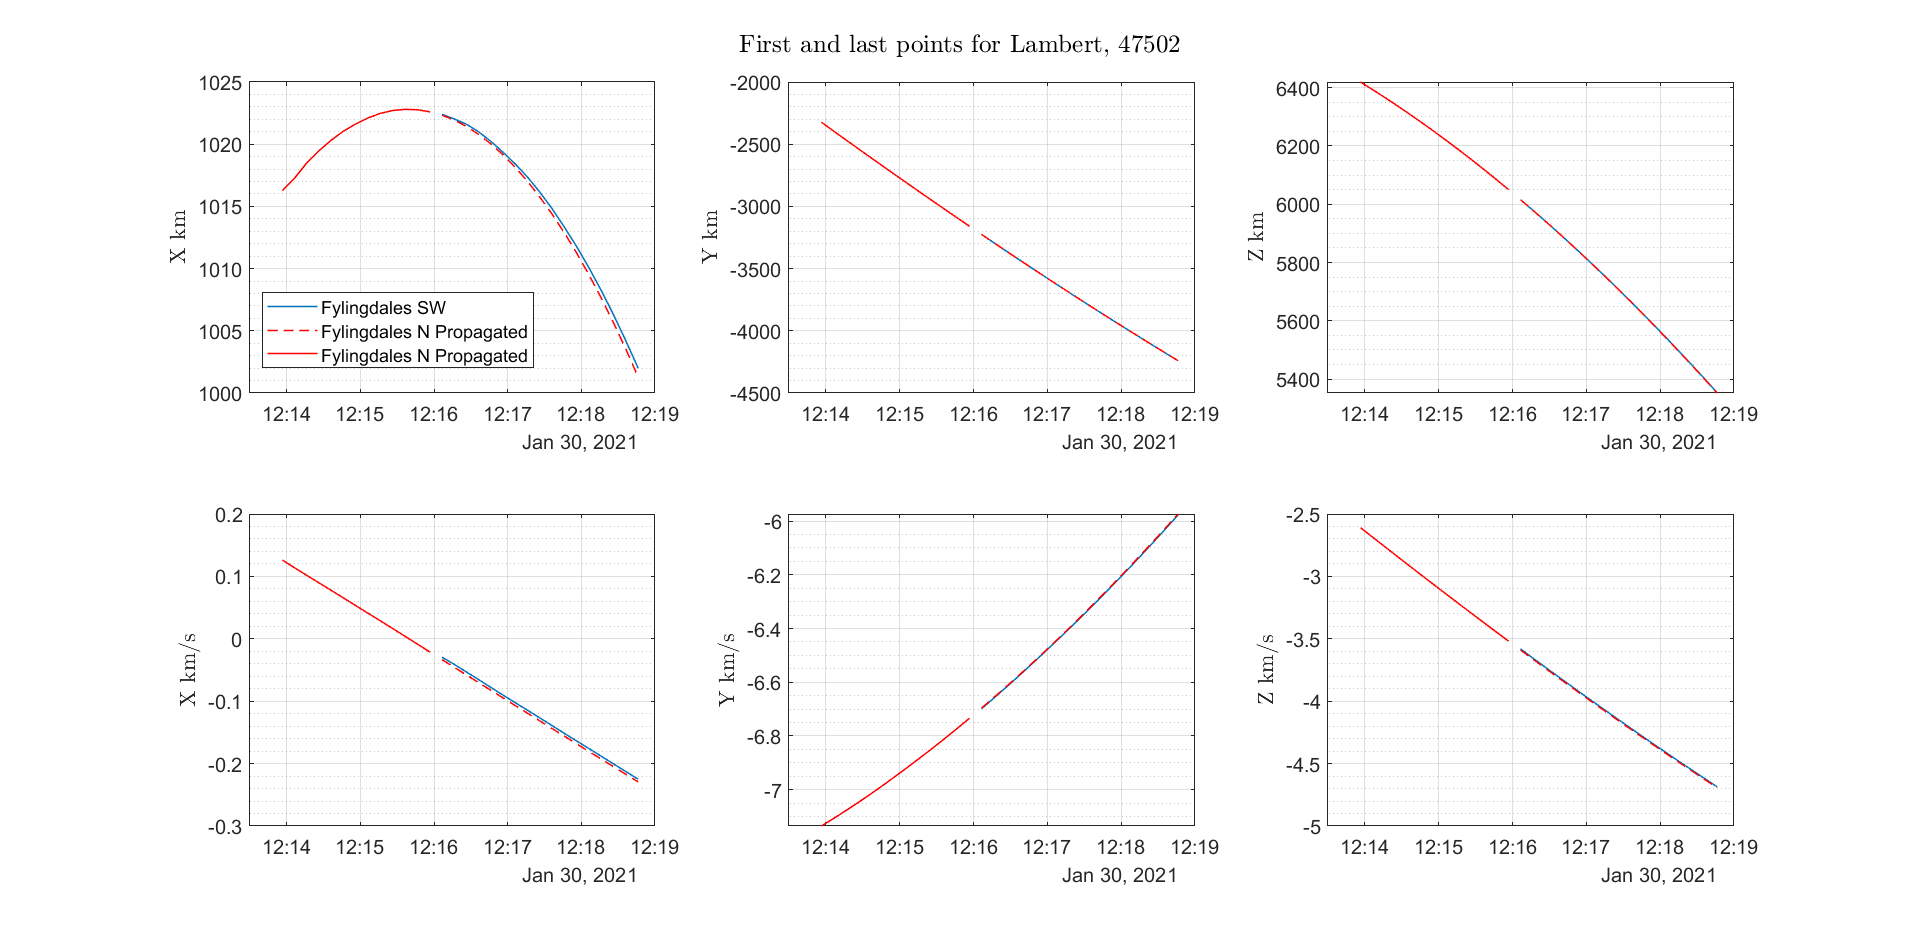 First and last points for Lambert, 47502
1025
1020
1015
1010
1005
1000
X km
Fylingdales SW
Fylingdales N Propagated
Fylingdales N Propagated
12:14 12:15 12:16 12:17 12:18 12:19
Jan 30, 2021
-2000
-2500
-3000
-3500
-4000
-4500
Y km
12:14 12:15 12:16 12:17 12:18 12:19
Jan 30, 2021
6400
6200
6000
5800
5600
5400
Z km
12:14 12:15 12:16 12:17 12:18 12:19
Jan 30, 2021
0.2
0.1
0
-0.1
-0.2
-0.3
X km/s
12:14 12:15 12:16 12:17 12:18 12:19
Jan 30, 2021
-6
-6.2
-6.4
-6.6
-6.8
-7
Y km/s
12:14 12:15 12:16 12:17 12:18 12:19
Jan 30, 2021
-2.5
-3
-3.5
-4
-4.5
-5
Z km/s
12:14 12:15 12:16 12:17 12:18 12:19
Jan 30, 2021